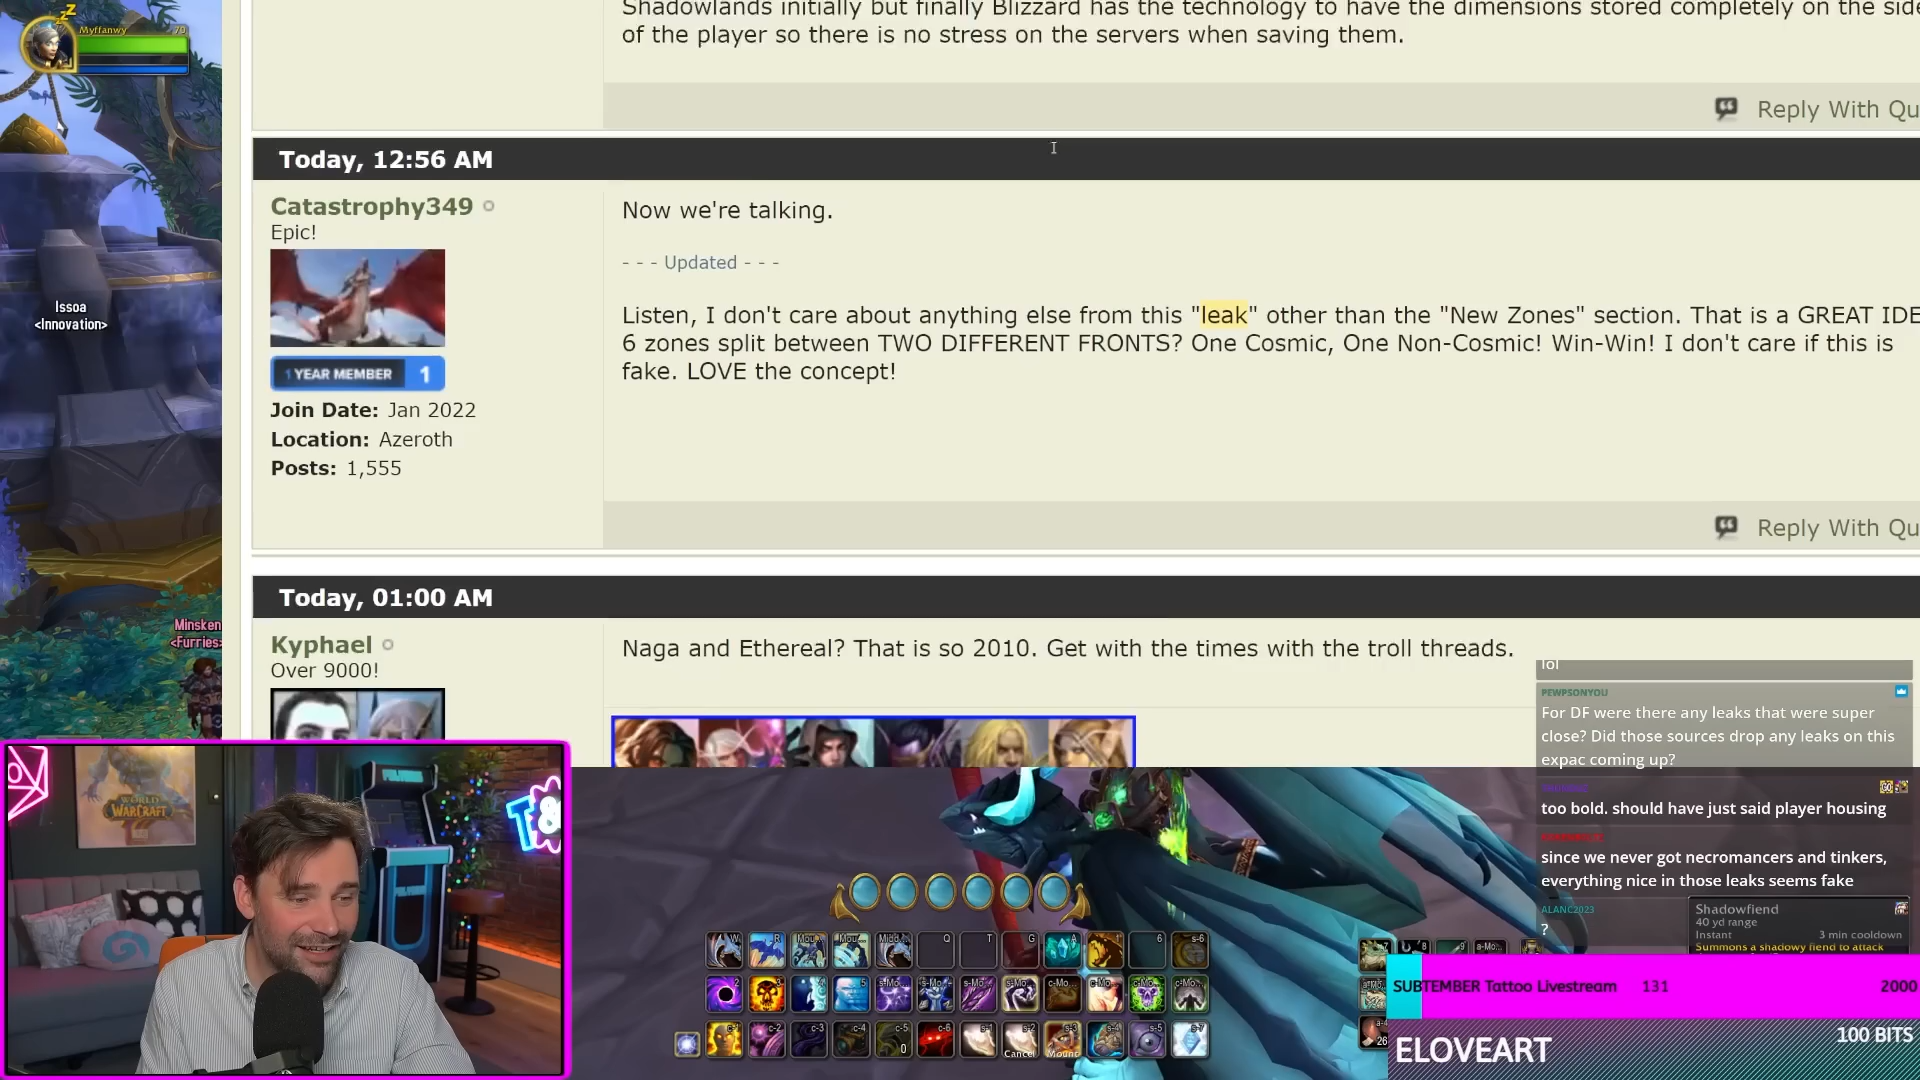 Shadowlands initially but finally Blizzard has the technology to have the dimensions stored completely on the side
of the player so there is no stress on the servers when saving them.
Myffanwy 70
Reply With Qu
Today, 12:56 AM
Catastrophy349
Epic!
1 YEAR MEMBER 1
Join Date: Jan 2022
Location: Azeroth
Posts: 1,555
Now we're talking.
- - - Updated - - -
Listen, I don't care about anything else from this "leak" other than the "New Zones" section. That is a GREAT IDE
6 zones split between TWO DIFFERENT FRONTS? One Cosmic, One Non-Cosmic! Win-Win! I don't care if this is
fake. LOVE the concept!
Reply With Qu
Issoa
<Innovation>
Today, 01:00 AM
Minsken
<Furries>
Kyphael
Over 9000!
Naga and Ethereal? That is so 2010. Get with the times with the troll threads.
lol
PEWPSONYOU
For DF were there any leaks that were super
close? Did those sources drop any leaks on this
expac coming up?
too bold. should have just said player housing
since we never got necromancers and tinkers,
everything nice in those leaks seems fake
ALANC2023
?
Shadowfiend
40 yd range
Instant 3 min cooldown
Summons a shadowy fiend to attack
WORLD
WARCRAFT
T&
SUBTEMBER Tattoo Livestream 131 2000
ELOVEART 100 BITS
Cancel
Mount